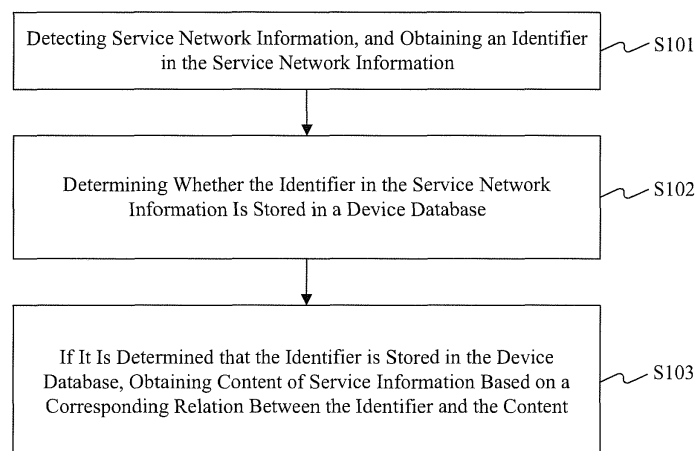 Detecting Service Network Information, and Obtaining an Identifier
in the Service Network Information
S101
Determining Whether the Identifier in the Service Network
Information Is Stored in a Device Database
S102
If It Is Determined that the Identifier is Stored in the Device
Database, Obtaining Content of Service Information Based on a
Corresponding Relation Between the Identifier and the Content
S103